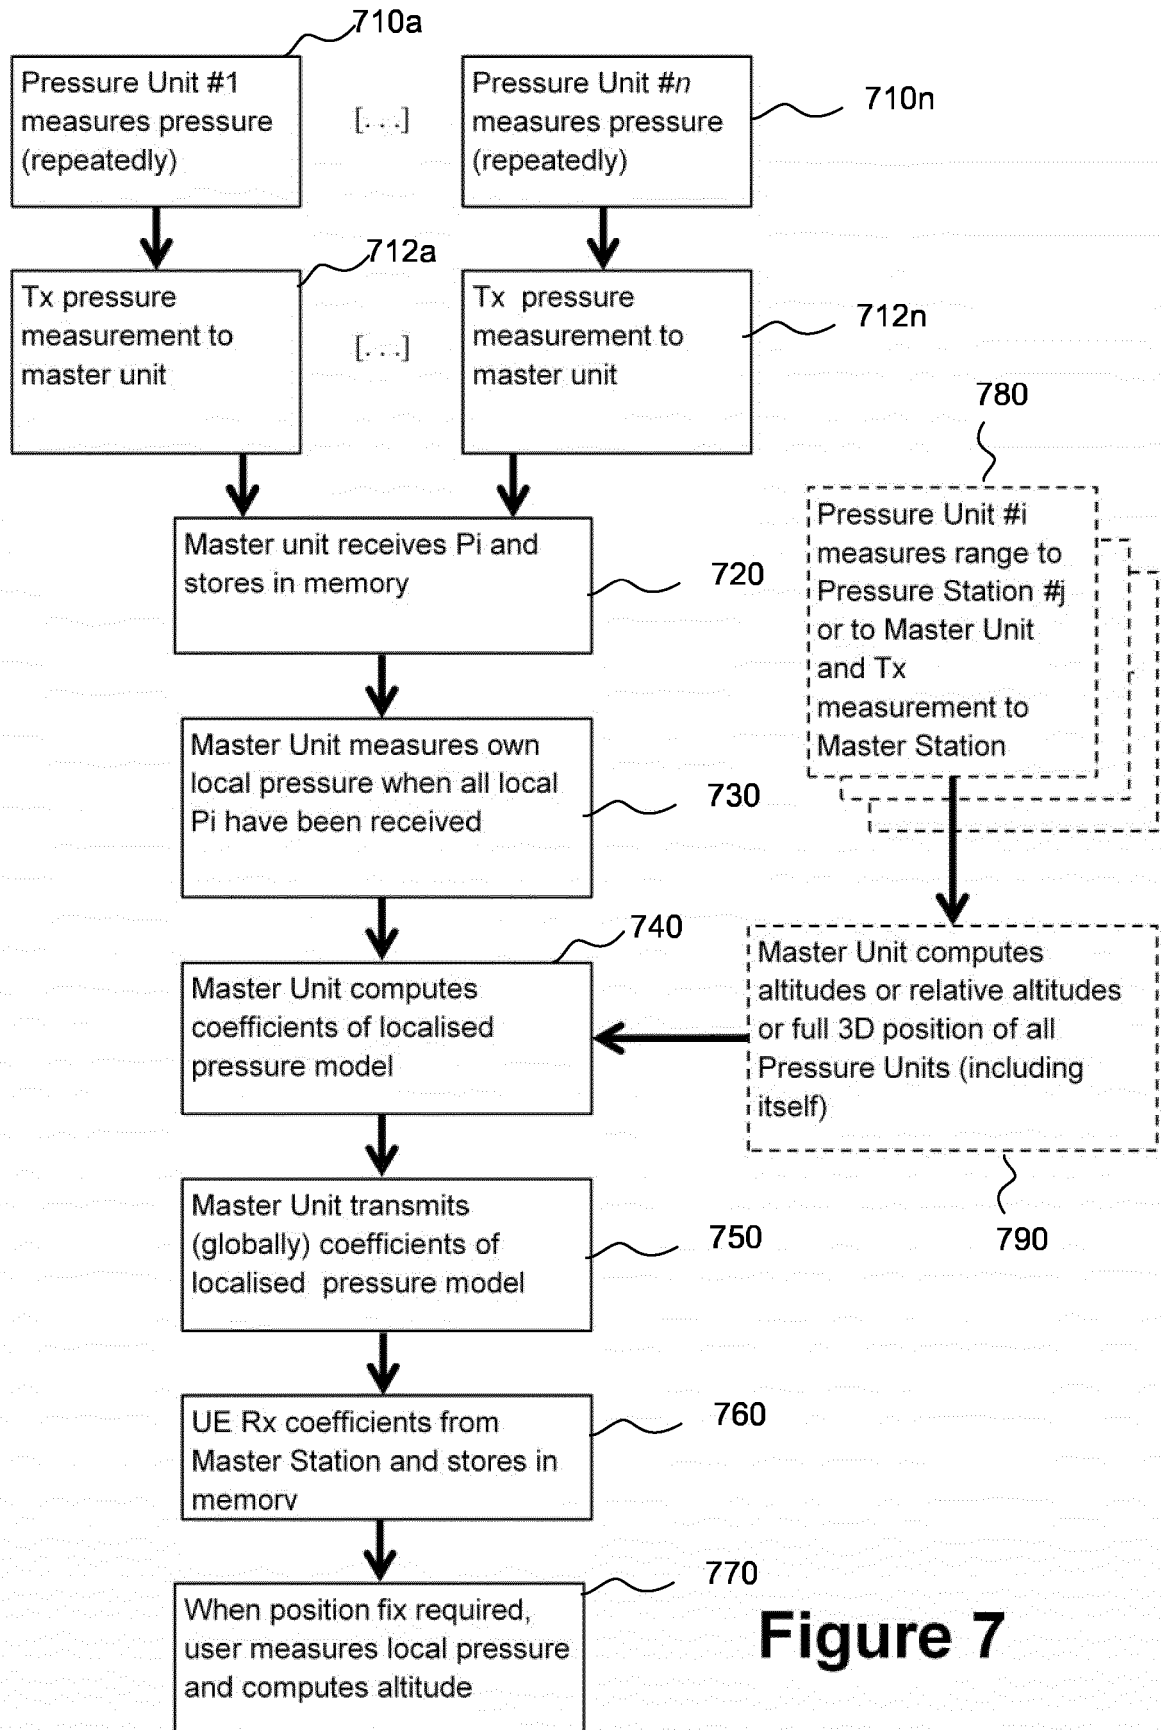 710a
Pressure Unit #1
measures pressure
(repeatedly)
[...]
Pressure Unit #n
measures pressure
(repeatedly)
710n
712a
Tx pressure
measurement to
master unit
[...]
Tx pressure
measurement to
master unit
712n
780
Pressure Unit #i
measures range to
Pressure Station #j
or to Master Unit
and Tx
measurement to
Master Station
Master unit receives Pi and
stores in memory
720
Master Unit measures own
local pressure when all local
Pi have been received
730
740
Master Unit computes
coefficients of localised
pressure model
Master Unit computes
altitudes or relative altitudes
or full 3D position of all
Pressure Units (including
itself)
790
Master Unit transmits
(globally) coefficients of
localised pressure model
750
UE Rx coefficients from
Master Station and stores in
memory
760
When position fix required,
user measures local pressure
and computes altitude
770
Figure 7